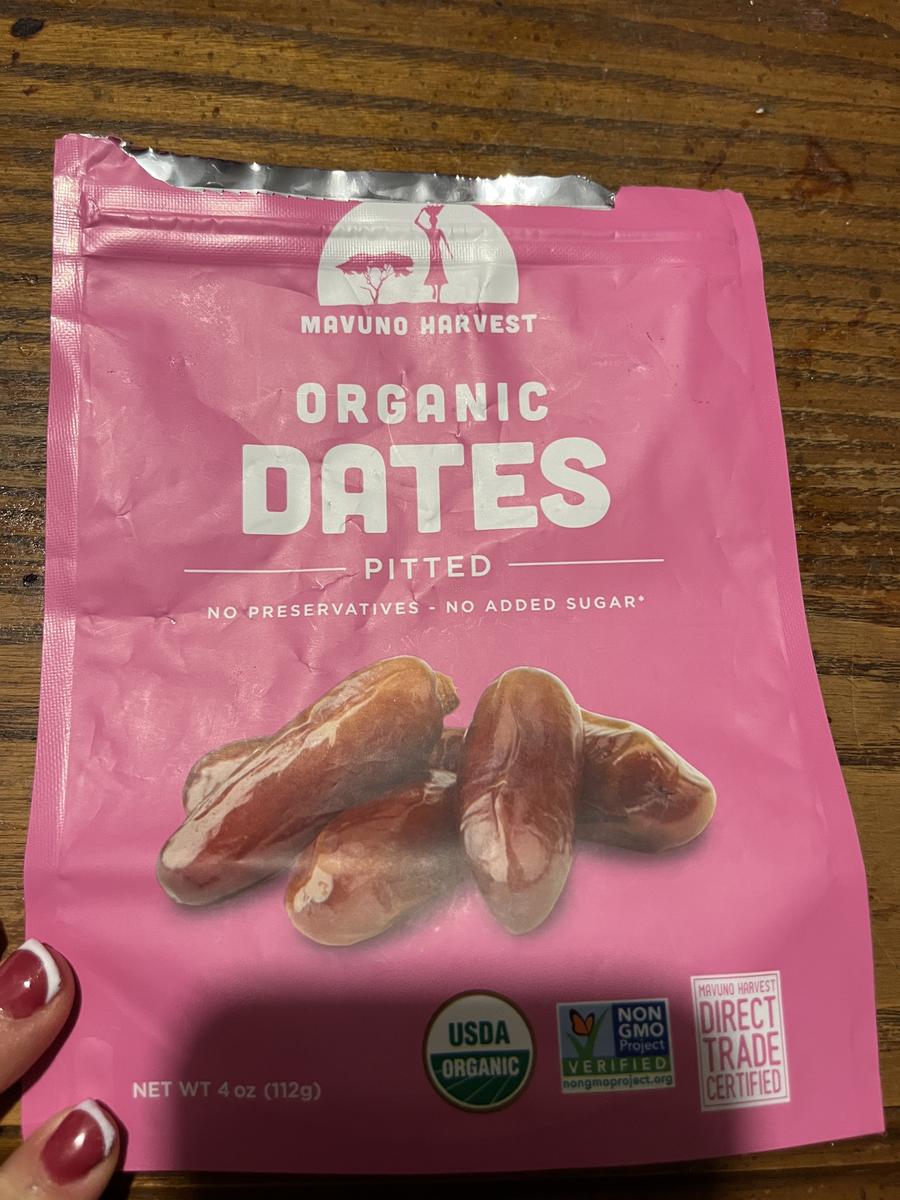 MAVUNO HARVEST
ORGANIC
DATES
PITTED
NO PRESERVATIVES - NO ADDED SUGAR*
USDA
ORGANIC
NON
GMO
Project
VERIFIED
nongmoproject.org
MAVUNO HARVEST
DIRECT
TRADE
CERTIFIED
NET WT 4 oz (112g)